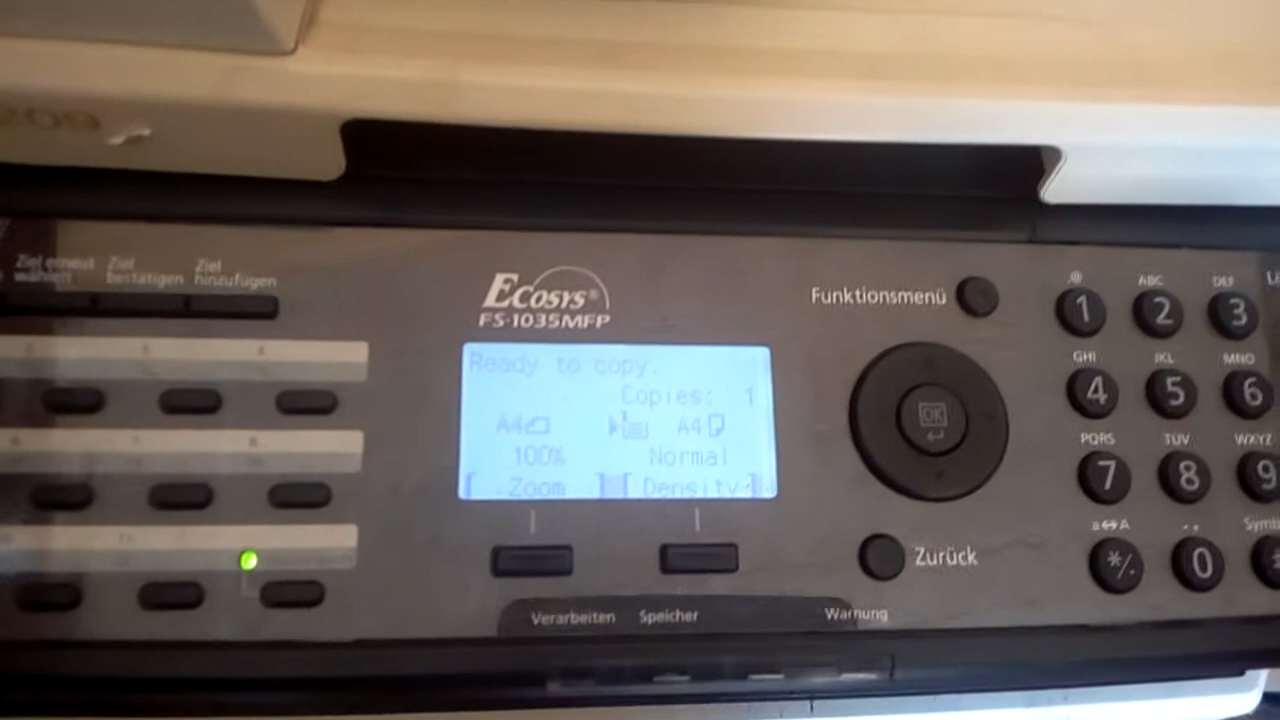 209
Ziel erneut wählen
Ziel bestätigen
Ziel hinzufügen
ECOSYS®
FS-1035MFP
Ready to copy.
Copies: 1
A4 A4
100% Normal
[ Zoom ] [ Density ]
Verarbeiten Speicher Warnung
Funktionsmenü
OK
Zurück
.@ ABC DEF
1 2 3
GHI JKL MNO
4 5 6
PQRS TUV WXYZ
7 8 9
a⇔A .,
*/. 0